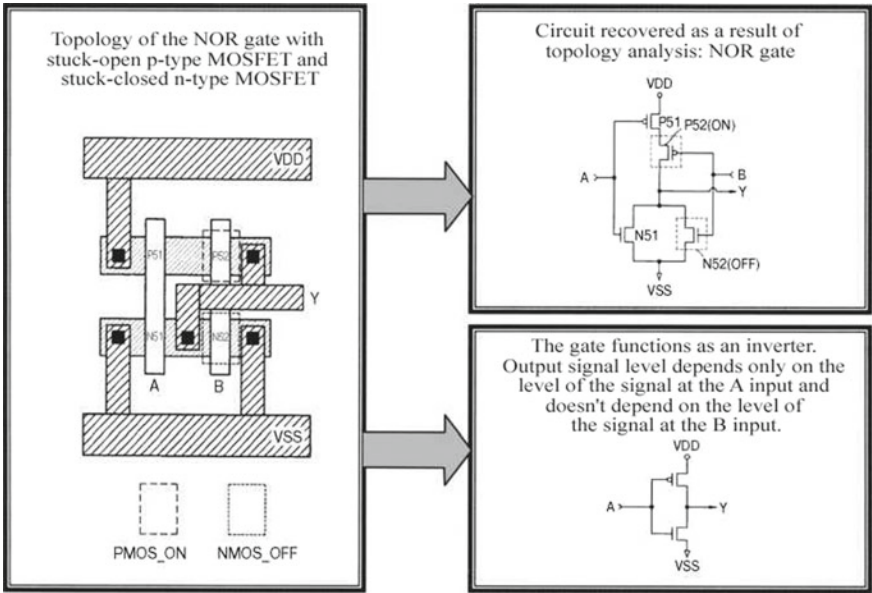 Topology of the NOR gate with
stuck-open p-type MOSFET and
stuck-closed n-type MOSFET
VDD
P51
P52
Y
N51
N52
A
B
VSS
PMOS_ON
NMOS_OFF
Circuit recovered as a result of
topology analysis: NOR gate
VDD
P51
P52(ON)
A
B
Y
N51
N52(OFF)
VSS
The gate functions as an inverter.
Output signal level depends only on the
level of the signal at the A input and
doesn't depend on the level of
the signal at the B input.
VDD
A
Y
VSS